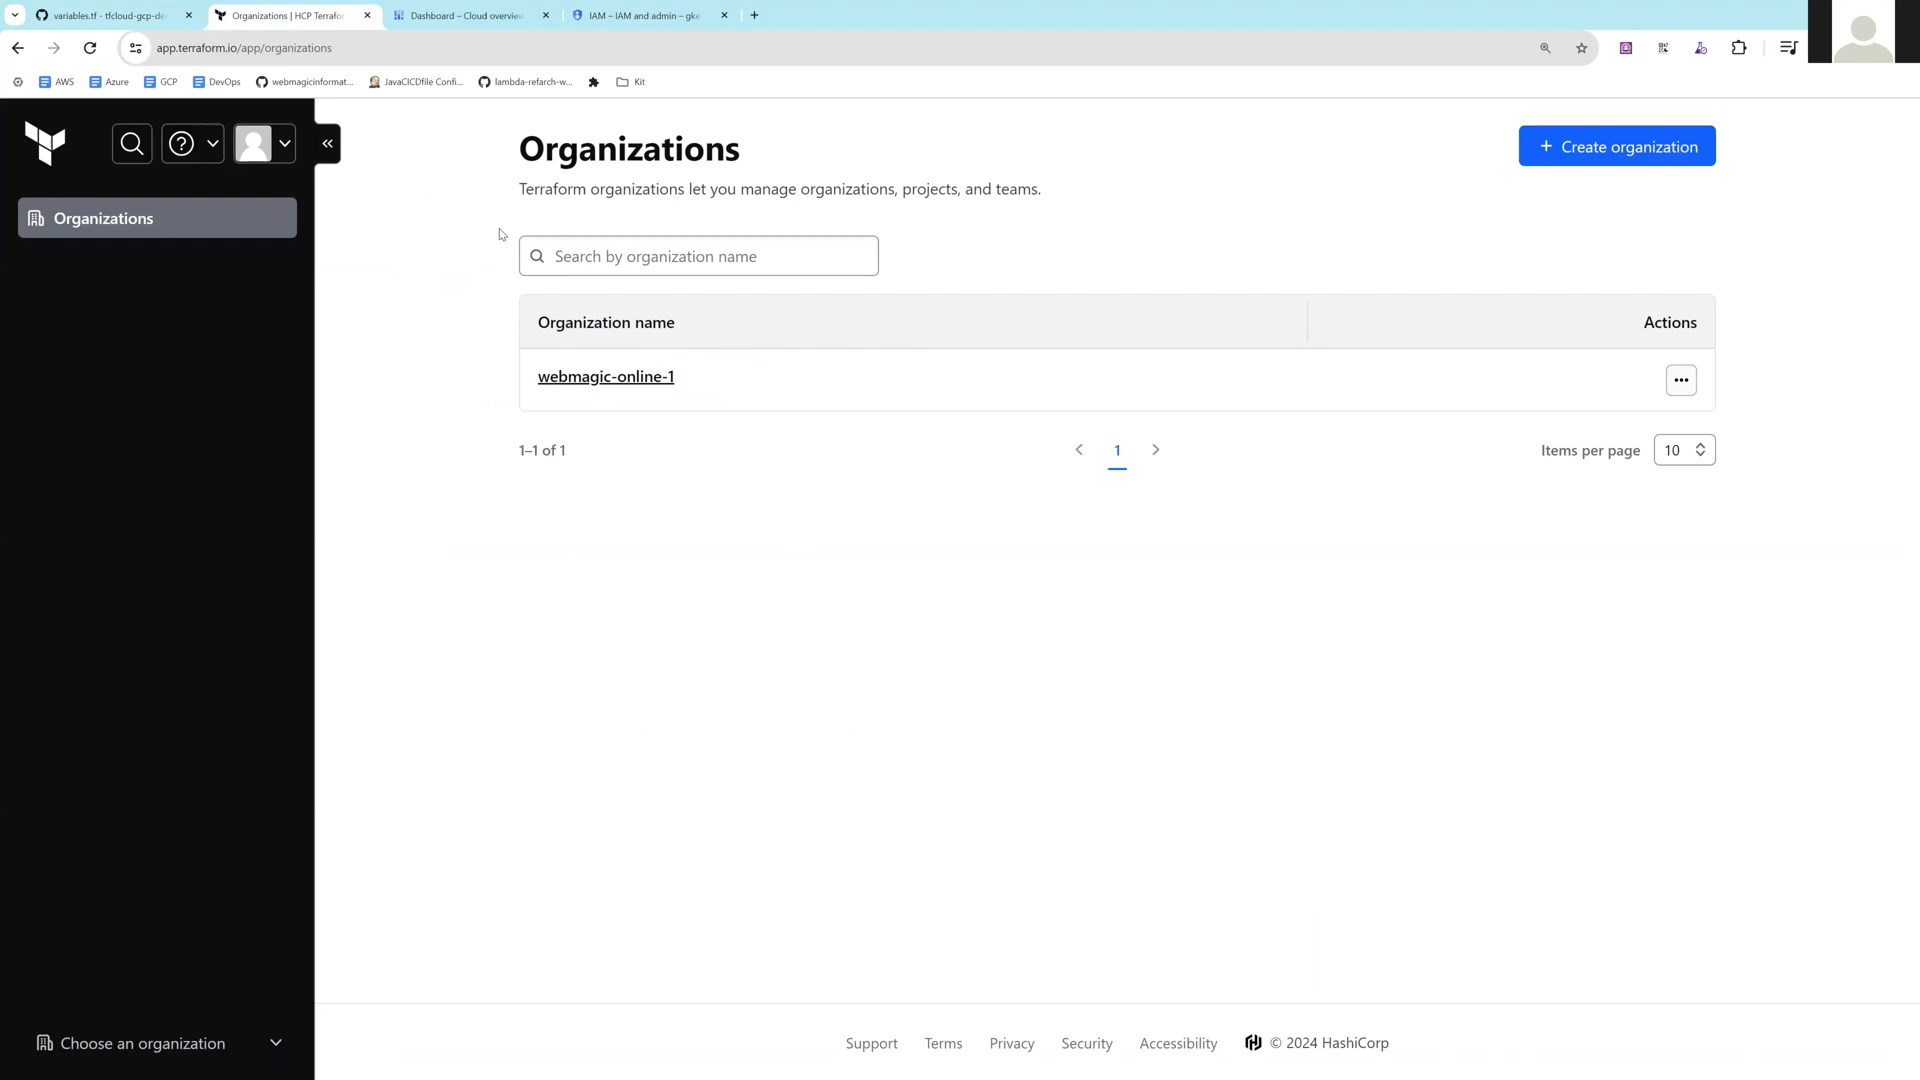 variables.tf - tfcloud-gcp-de
Organizations | HCP Terrafor
Dashboard – Cloud overview
IAM – IAM and admin – gke
app.terraform.io/app/organizations
AWS
Azure
GCP
DevOps
webmagicinformat...
JavaCICDfile Confi...
lambda-refarch-w...
Kit
Organizations
Choose an organization
Organizations
Create organization
Terraform organizations let you manage organizations, projects, and teams.
Search by organization name
Organization name
Actions
webmagic-online-1
1–1 of 1
1
Items per page
10
Support
Terms
Privacy
Security
Accessibility
© 2024 HashiCorp